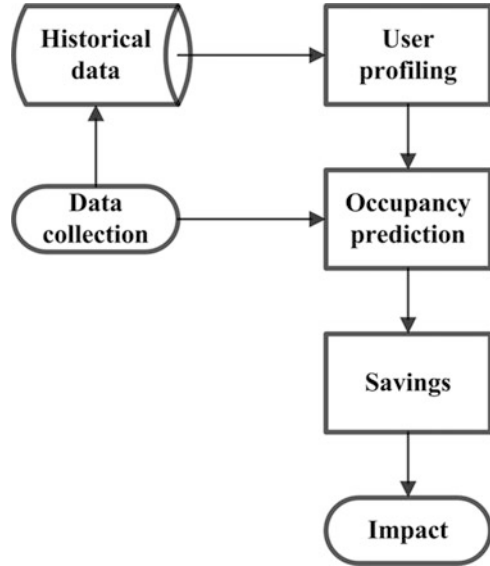 Historical
data
User
profiling
Data
collection
Occupancy
prediction
Savings
Impact